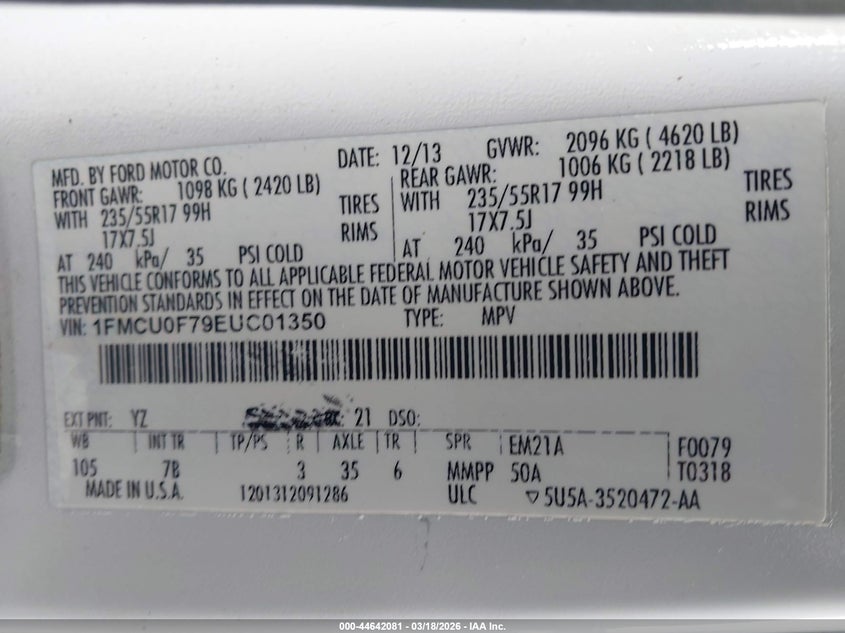 MFD. BY FORD MOTOR CO. DATE: 12/13 GVWR: 2096 KG ( 4620 LB)
FRONT GAWR: 1098 KG ( 2420 LB) REAR GAWR: 1006 KG ( 2218 LB)
WITH 235/55R17 99H TIRES WITH 235/55R17 99H TIRES
17X7.5J RIMS 17X7.5J RIMS
AT 240 kPa/ 35 PSI COLD AT 240 kPa/ 35 PSI COLD
THIS VEHICLE CONFORMS TO ALL APPLICABLE FEDERAL MOTOR VEHICLE SAFETY AND THEFT
PREVENTION STANDARDS IN EFFECT ON THE DATE OF MANUFACTURE SHOWN ABOVE.
VIN: 1FMCU0F79EUC01350 TYPE: MPV
EXT PNT: YZ 21 DSO:
WB INT TR TP/PS R AXLE TR SPR EM21A F0079
105 7B 3 35 6 MMPP 50A T0318
MADE IN U.S.A. 1201312091286 ULC 5U5A-3520472-AA
000-44642081 - 03/18/2026 - IAA Inc.